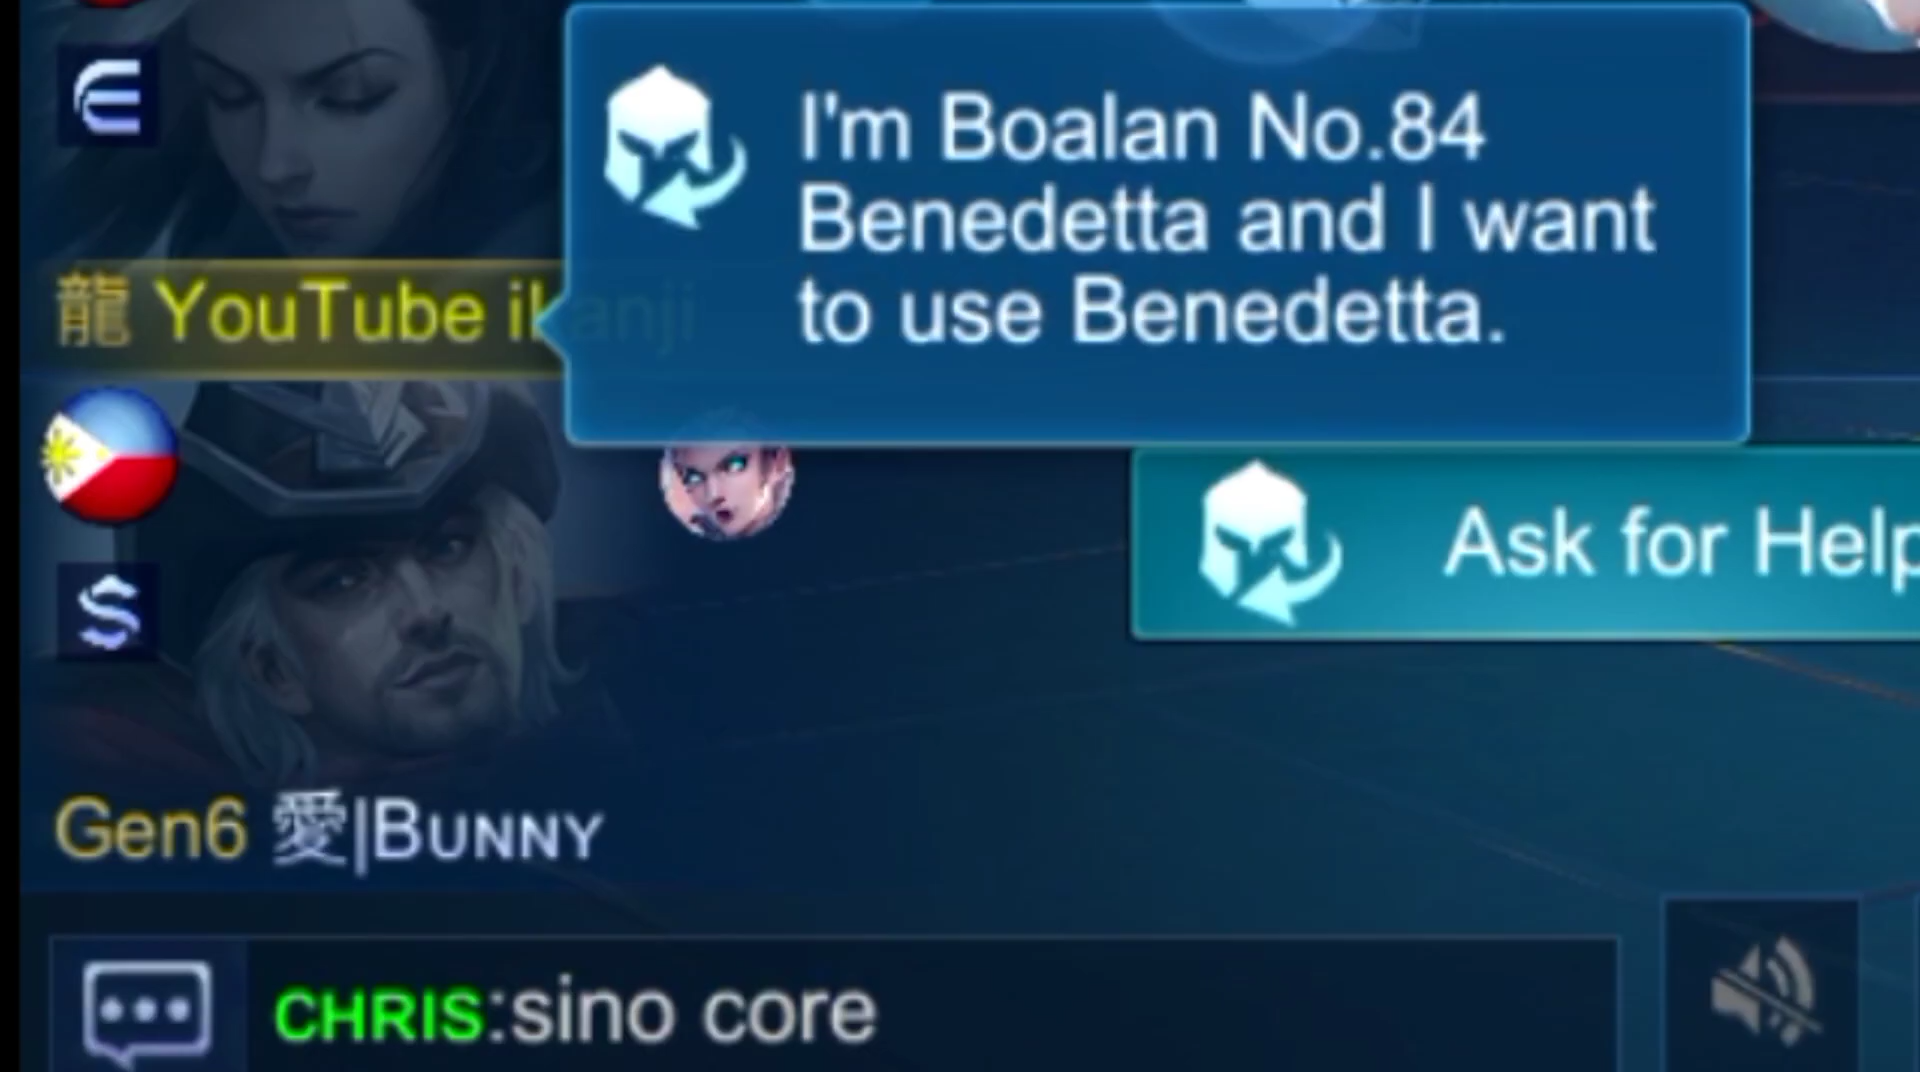 I'm Boalan No.84
Benedetta and I want
to use Benedetta.
龍 YouTube ikanji
Ask for Help
Gen6 愛|BUNNY
CHRIS:sino core